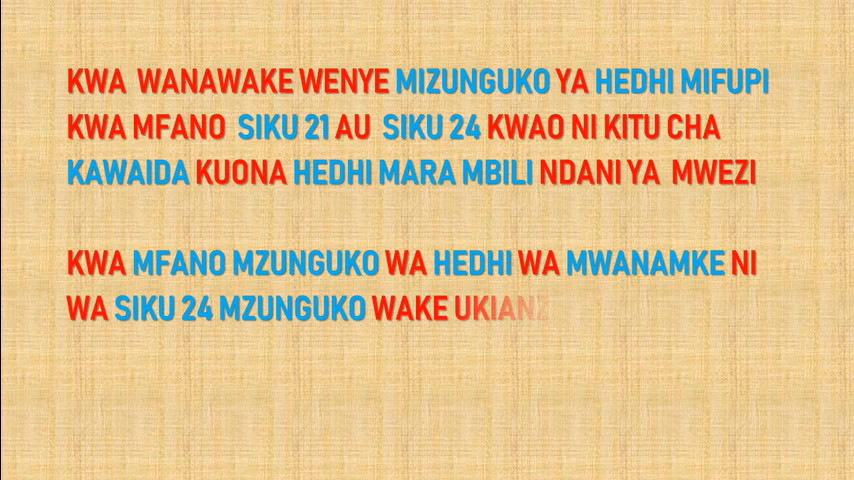 KWA WANAWAKE WENYE MIZUNGUKO YA HEDHI MIFUPI
KWA MFANO SIKU 21 AU SIKU 24 KWAO NI KITU CHA
KAWAIDA KUONA HEDHI MARA MBILI NDANI YA MWEZI
KWA MFANO MZUNGUKO WA HEDHI WA MWANAMKE NI
WA SIKU 24 MZUNGUKO WAKE